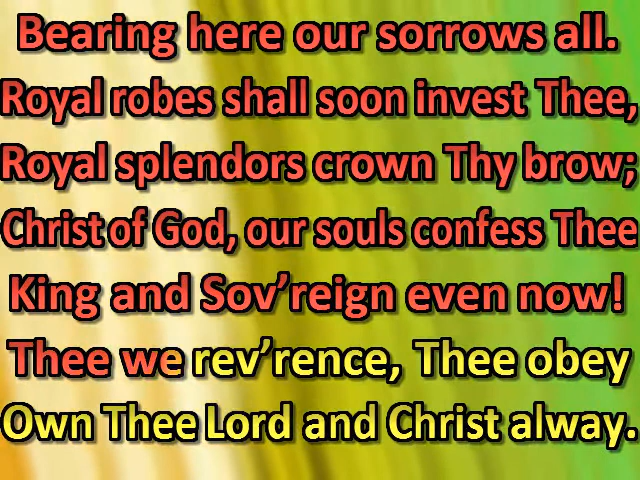 Bearing here our sorrows all.
Royal robes shall soon invest Thee,
Royal splendors crown Thy brow;
Christ of God, our souls confess Thee
King and Sov’reign even now!
Thee we rev’rence, Thee obey
Own Thee Lord and Christ alway.